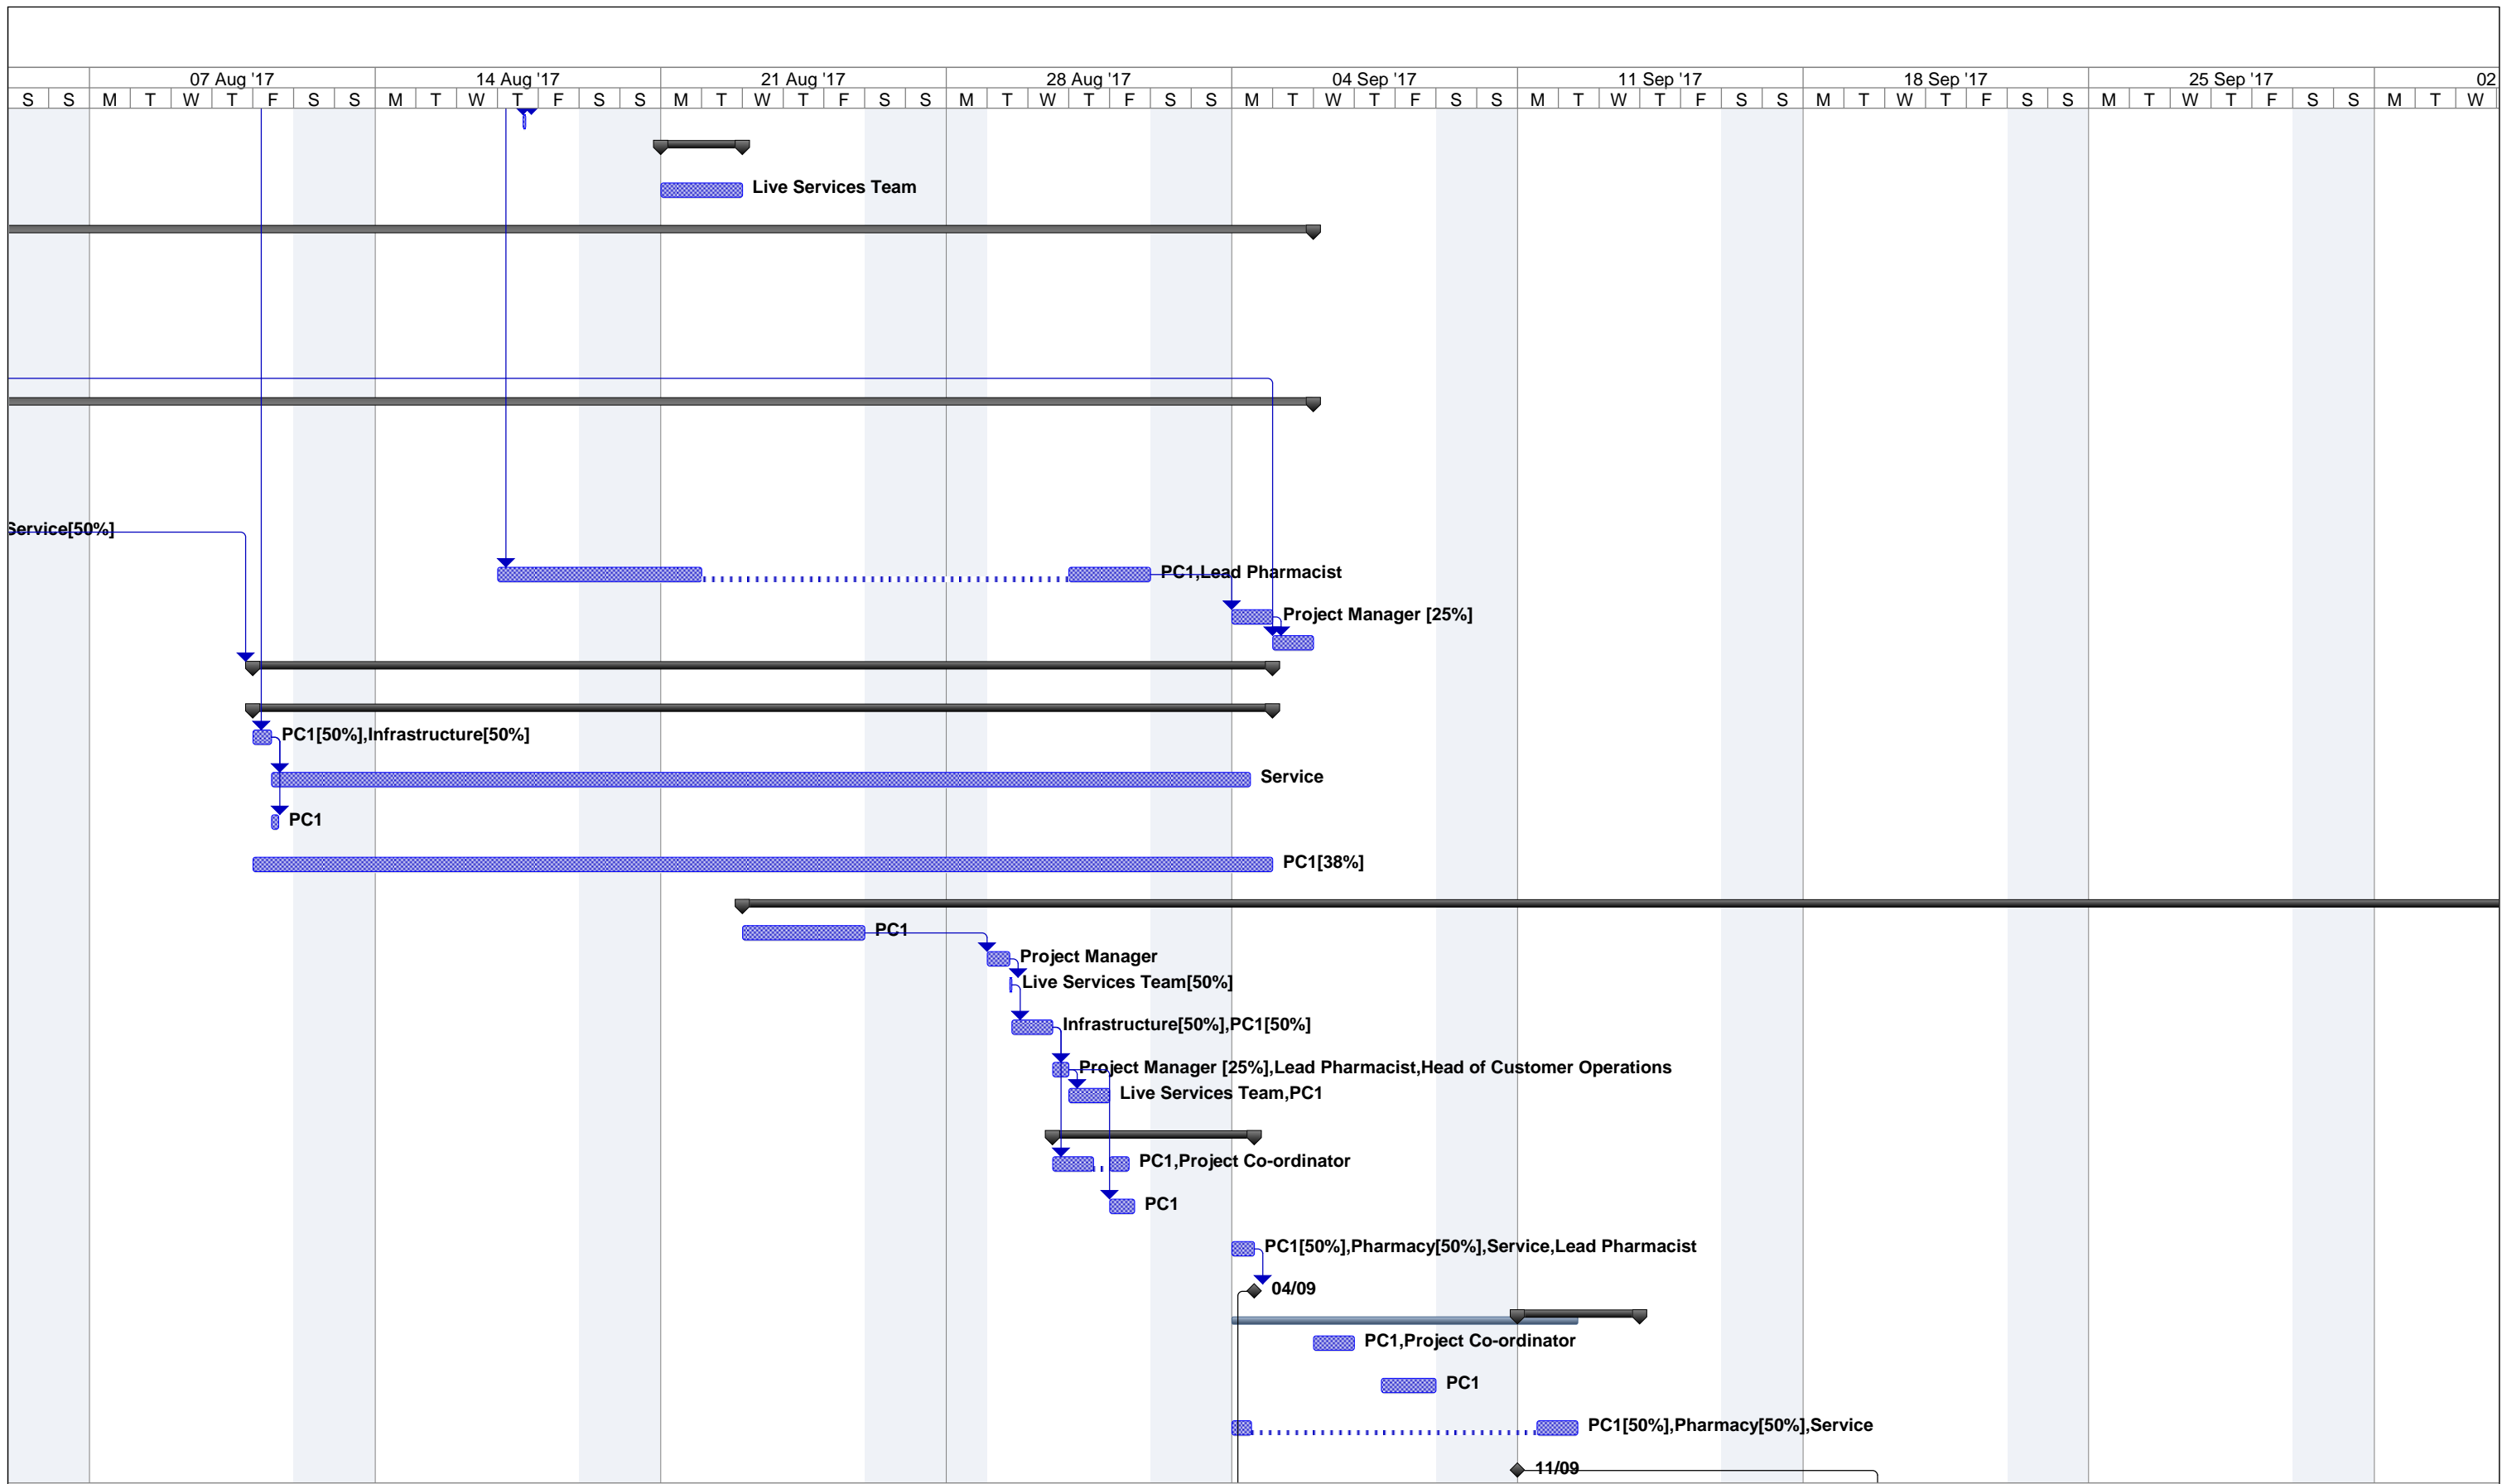 07 Aug '17 14 Aug '17 21 Aug '17 28 Aug '17 04 Sep '17 11 Sep '17 18 Sep '17 25 Sep '17 02
S S M T W T F S S M T W T F S S M T W T F S S M T W T F S S M T W T F S S M T W T F S S M T W T F S S M T W T F S S M T W
Live Services Team
Service[50%]
PC1,Lead Pharmacist
Project Manager [25%]
PC1[50%],Infrastructure[50%]
Service
PC1
PC1[38%]
PC1
Project Manager
Live Services Team[50%]
Infrastructure[50%],PC1[50%]
Project Manager [25%],Lead Pharmacist,Head of Customer Operations
Live Services Team,PC1
PC1,Project Co-ordinator
PC1
PC1[50%],Pharmacy[50%],Service,Lead Pharmacist
04/09
PC1,Project Co-ordinator
PC1
PC1[50%],Pharmacy[50%],Service
11/09